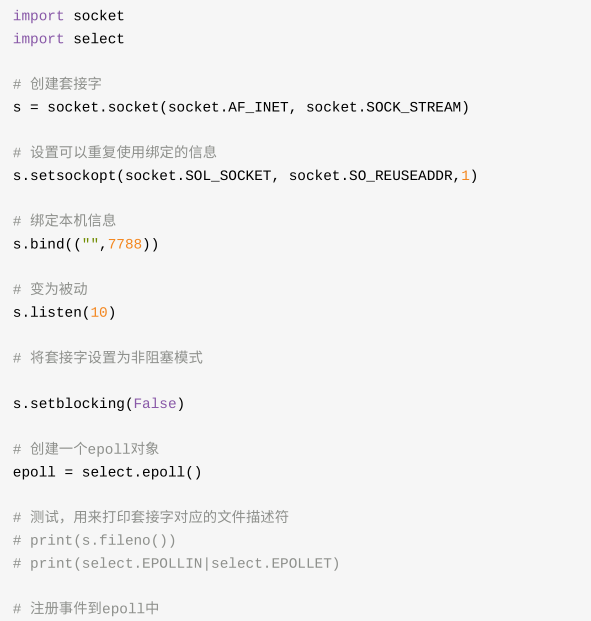 import socket
import select
# 创建套接字
s = socket.socket(socket.AF_INET, socket.SOCK_STREAM)
# 设置可以重复使用绑定的信息
s.setsockopt(socket.SOL_SOCKET, socket.SO_REUSEADDR,1)
# 绑定本机信息
s.bind(("",7788))
# 变为被动
s.listen(10)
# 将套接字设置为非阻塞模式
s.setblocking(False)
# 创建一个epoll对象
epoll = select.epoll()
# 测试，用来打印套接字对应的文件描述符
# print(s.fileno())
# print(select.EPOLLIN|select.EPOLLET)
# 注册事件到epoll中